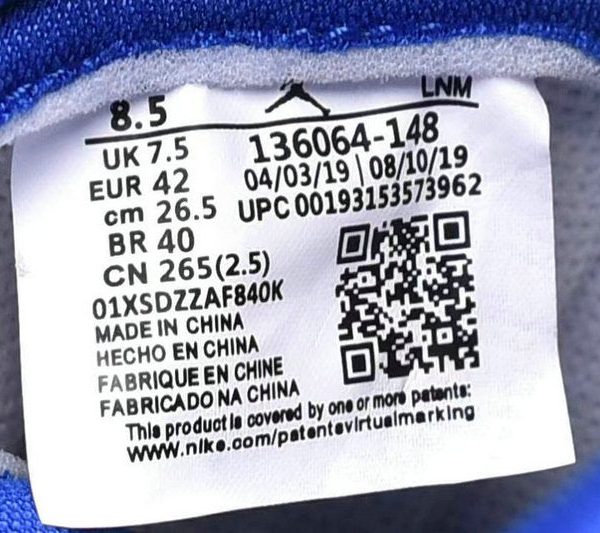 8.5
LNM
UK 7.5
136064-148
EUR 42
04/03/19 | 08/10/19
cm 26.5
UPC 00193153573962
BR 40
CN 265(2.5)
01XSDZZAF840K
MADE IN CHINA
HECHO EN CHINA
FABRIQUE EN CHINE
FABRICADO NA CHINA
This product is covered by one or more patents:
www.nike.com/patentsvirtualmarking